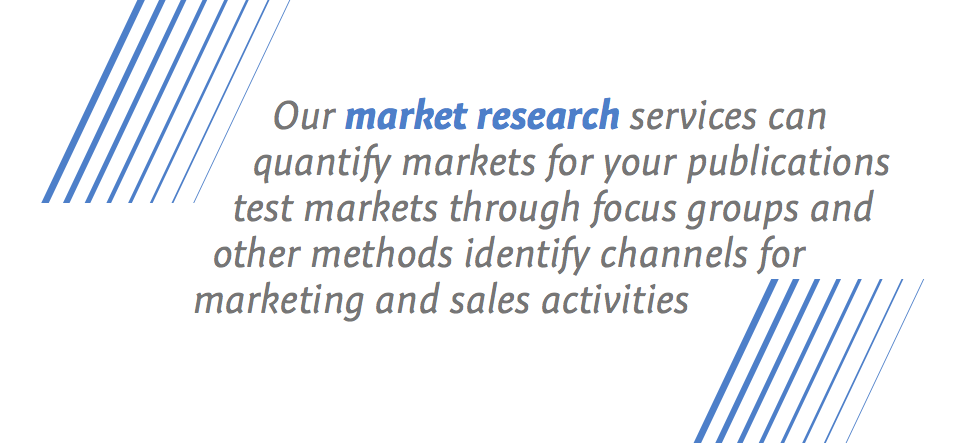 Our market research services can
quantify markets for your publications
test markets through focus groups and
other methods identify channels for
marketing and sales activities